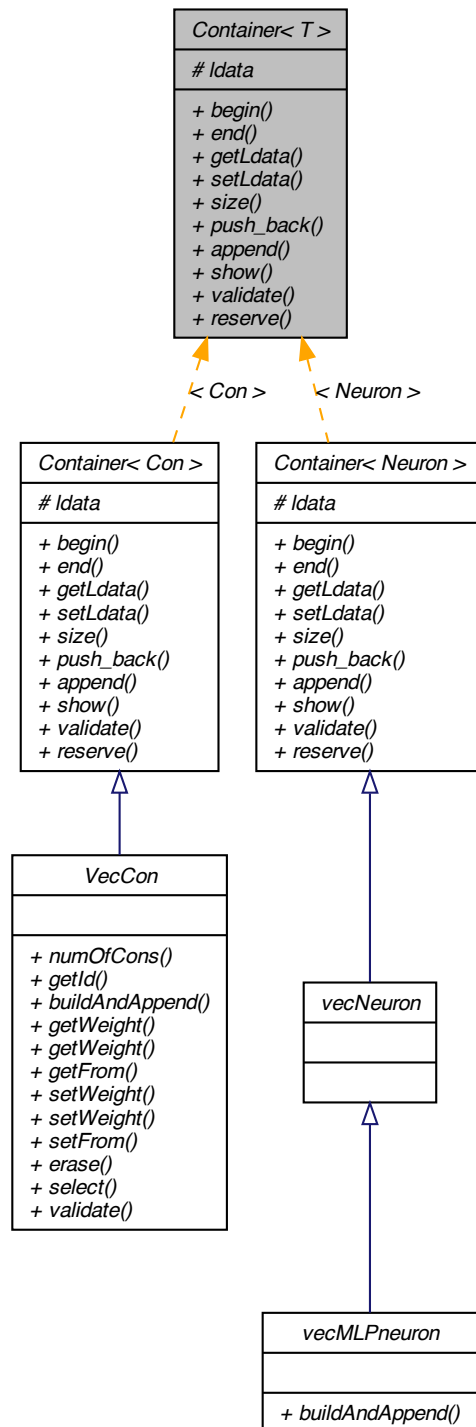 Container< T >
# ldata
+ begin()
+ end()
+ getLdata()
+ setLdata()
+ size()
+ push_back()
+ append()
+ show()
+ validate()
+ reserve()
< Con >
< Neuron >
Container< Con >
# ldata
+ begin()
+ end()
+ getLdata()
+ setLdata()
+ size()
+ push_back()
+ append()
+ show()
+ validate()
+ reserve()
Container< Neuron >
# ldata
+ begin()
+ end()
+ getLdata()
+ setLdata()
+ size()
+ push_back()
+ append()
+ show()
+ validate()
+ reserve()
VecCon
+ numOfCons()
+ getId()
+ buildAndAppend()
+ getWeight()
+ getWeight()
+ getFrom()
+ setWeight()
+ setWeight()
+ setFrom()
+ erase()
+ select()
+ validate()
vecNeuron
vecMLPneuron
+ buildAndAppend()